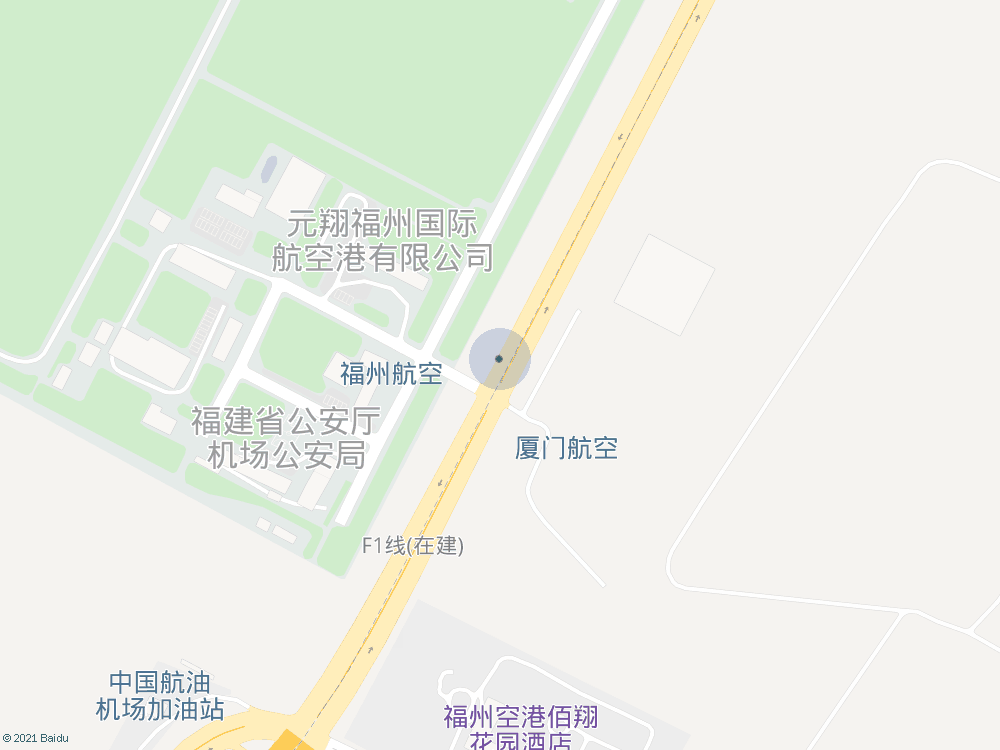 元翔福州国际
航空港有限公司
福州航空
福建省公安厅
机场公安局
厦门航空
F1线(在建)
中国航油
机场加油站
福州空港佰翔
花园酒店
© 2021 Baidu